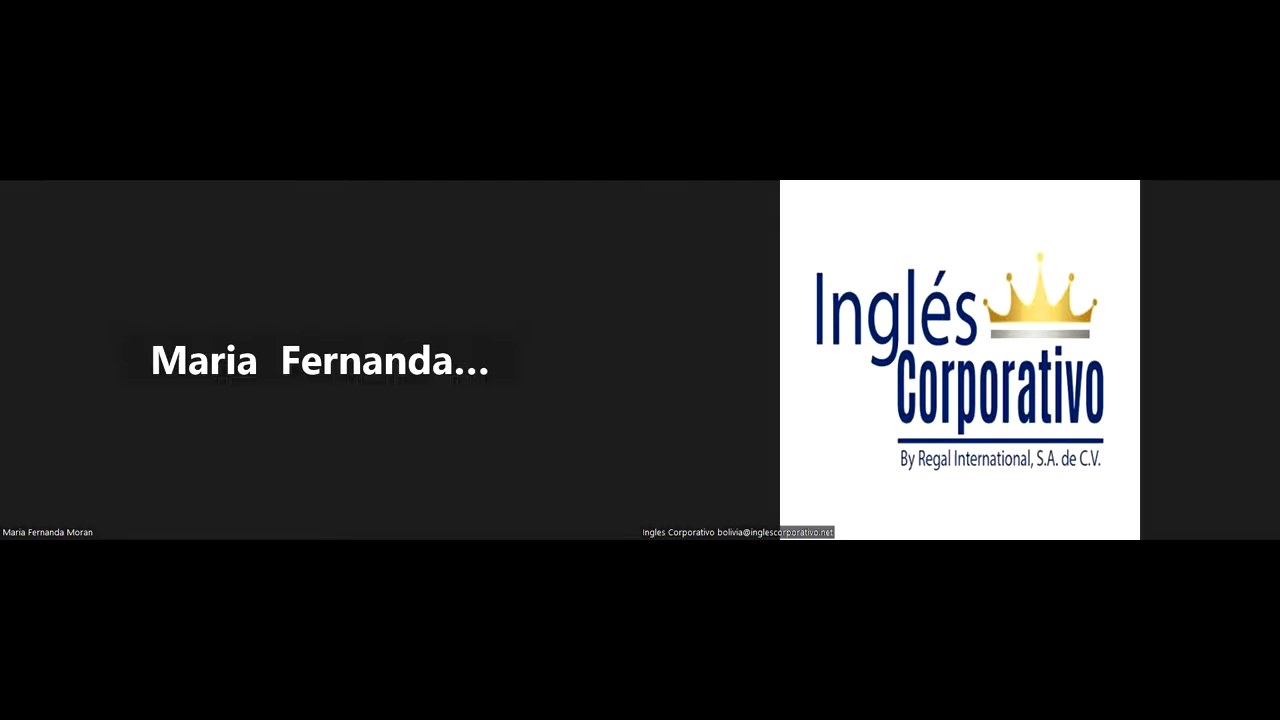 Maria Fernanda...
Inglés
Corporativo
By Regal International, S.A. de C.V.
Maria Fernanda Moran
Ingles Corporativo bolivia@inglescorporativo.net